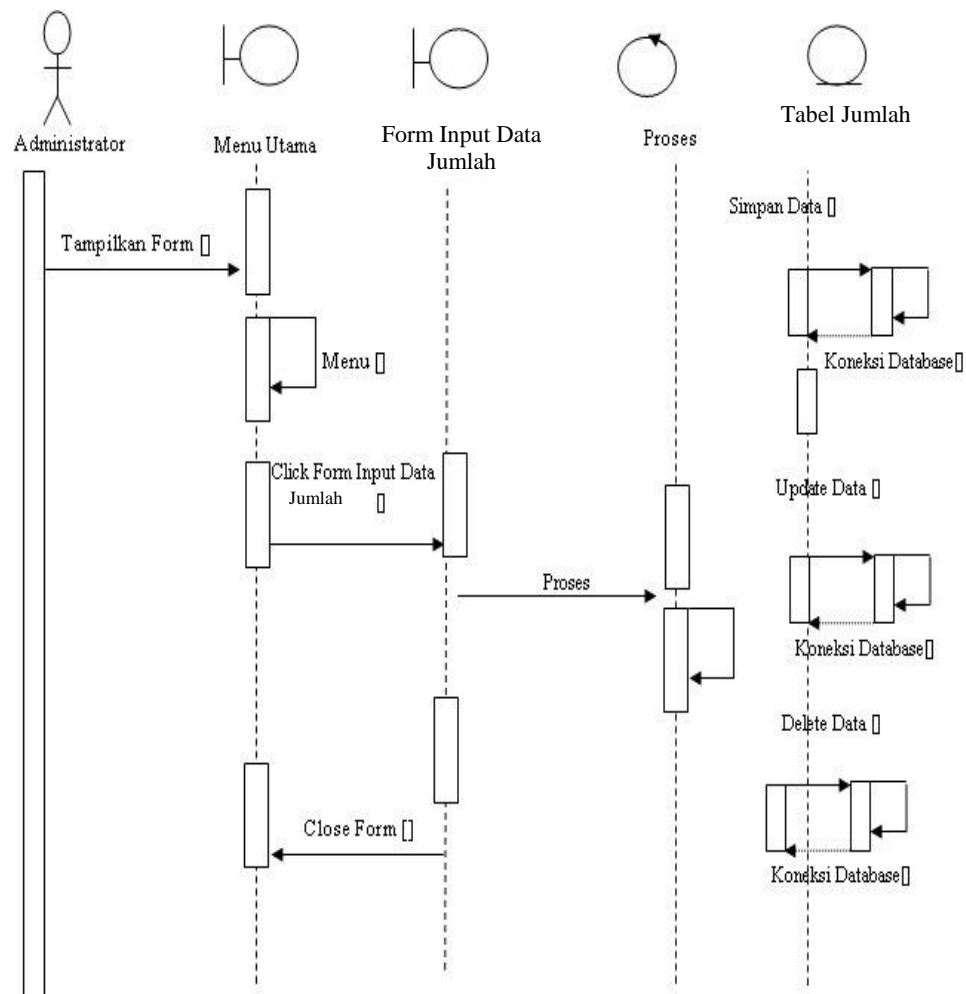 Administrator
Menu Utama
Form Input Data
Jumlah
Proses
Tabel Jumlah
Simpan Data []
Tampilkan Form []
Menu []
Koneksi Database[]
Click Form Input Data
Jumlah []
Update Data []
Proses
Koneksi Database[]
Delete Data []
Close Form []
Koneksi Database[]